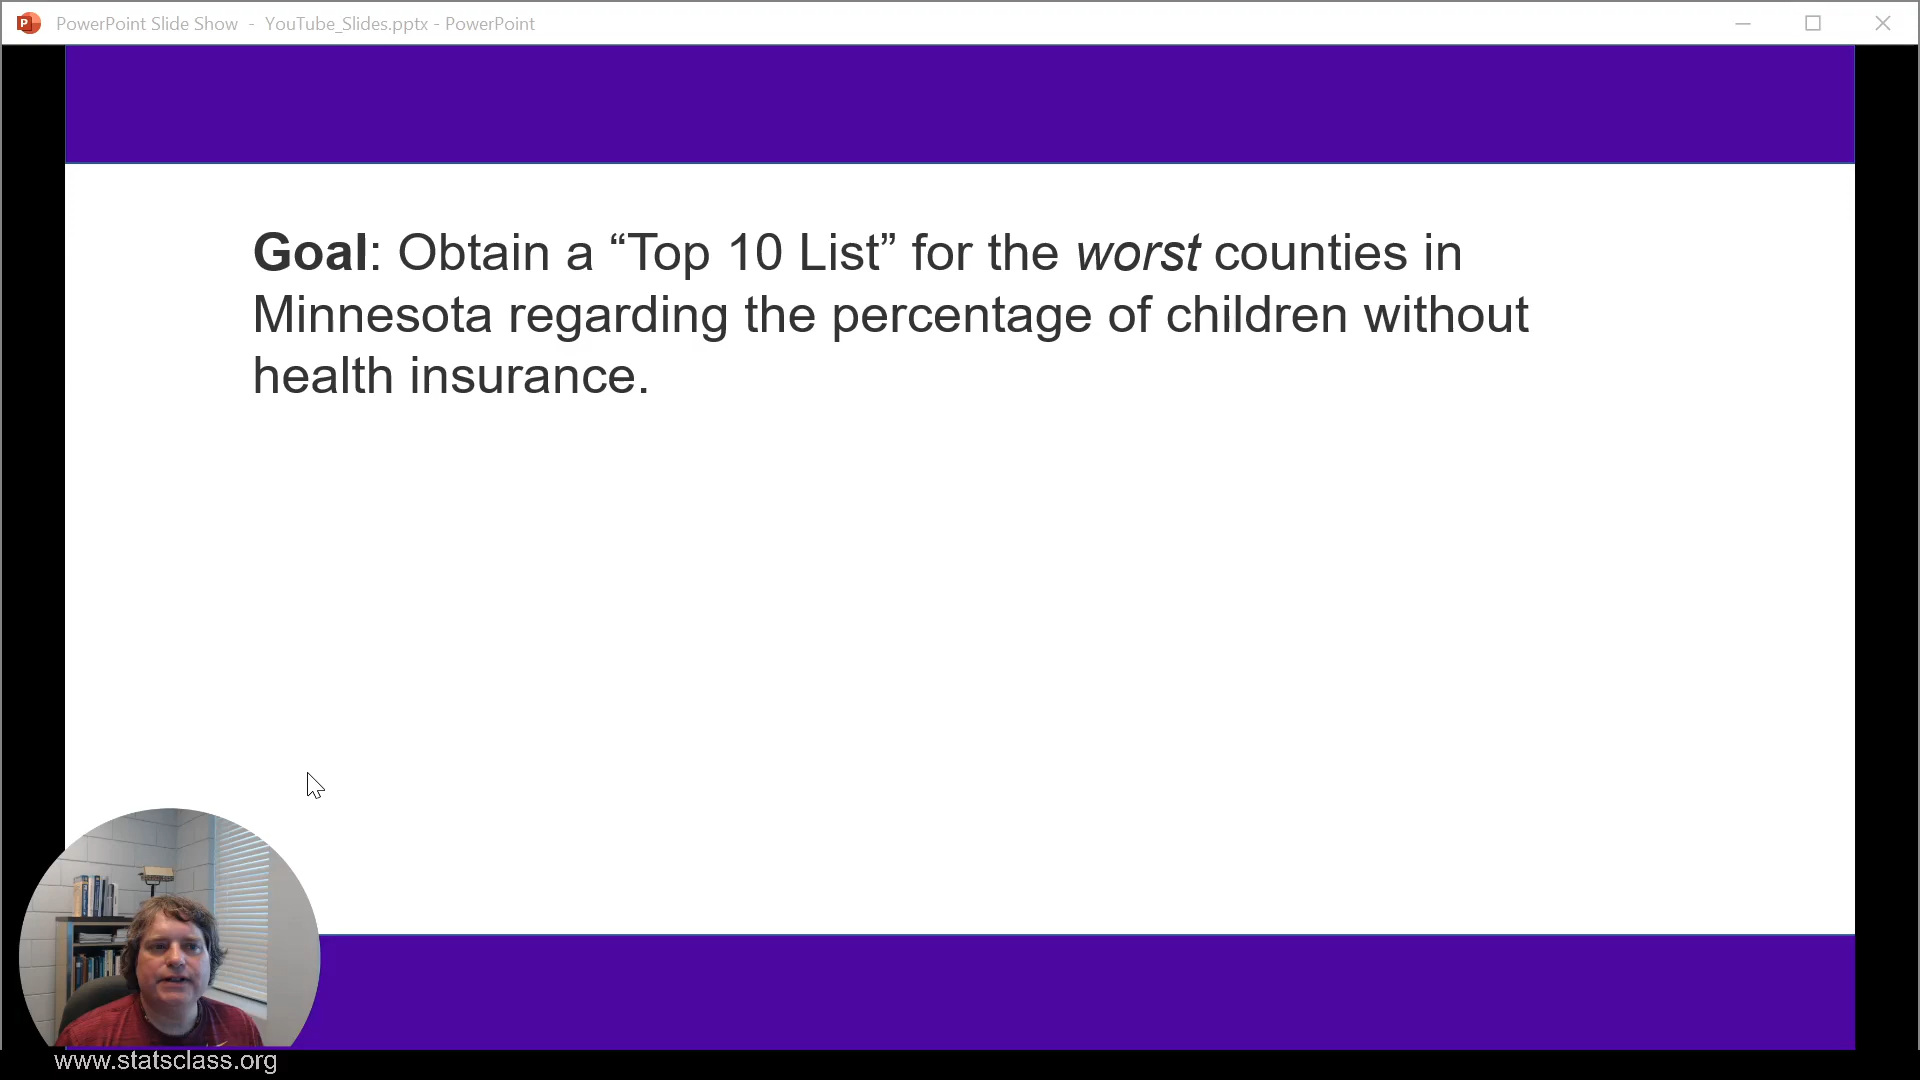 PowerPoint Slide Show - YouTube_Slides.pptx - PowerPoint
Goal: Obtain a “Top 10 List” for the worst counties in
Minnesota regarding the percentage of children without
health insurance.
www.statsclass.org